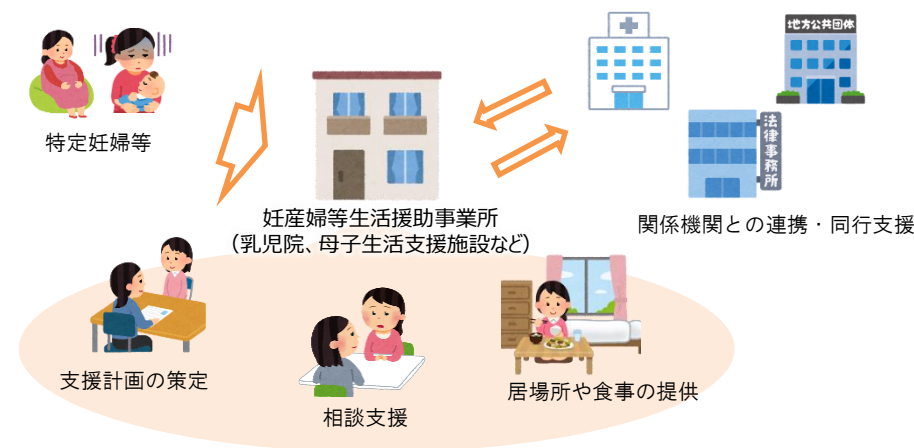 地方公共団体
特定妊婦等
法律事務所
妊産婦等生活援助事業所
（乳児院、母子生活支援施設など）
関係機関との連携・同行支援
支援計画の策定
相談支援
居場所や食事の提供